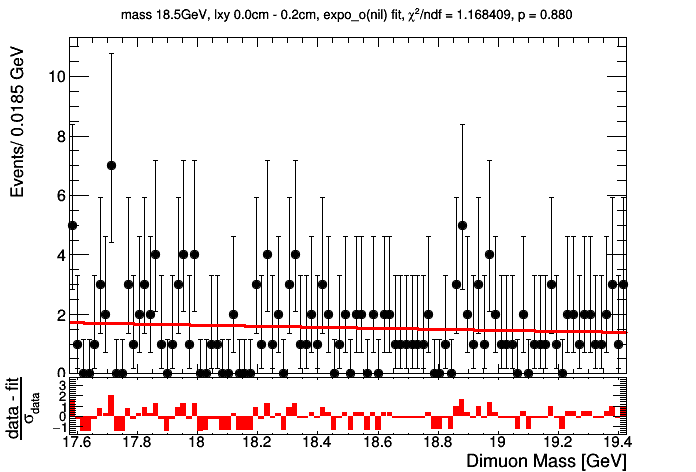 mass 18.5GeV, lxy 0.0cm - 0.2cm, expo_o(nil) fit, χ²/ndf = 1.168409, p = 0.880
Events/ 0.0185 GeV
10
8
6
4
2
0
data - fit
σdata
3
2
1
0
−1
17.6 17.8 18 18.2 18.4 18.6 18.8 19 19.2 19.4
Dimuon Mass [GeV]